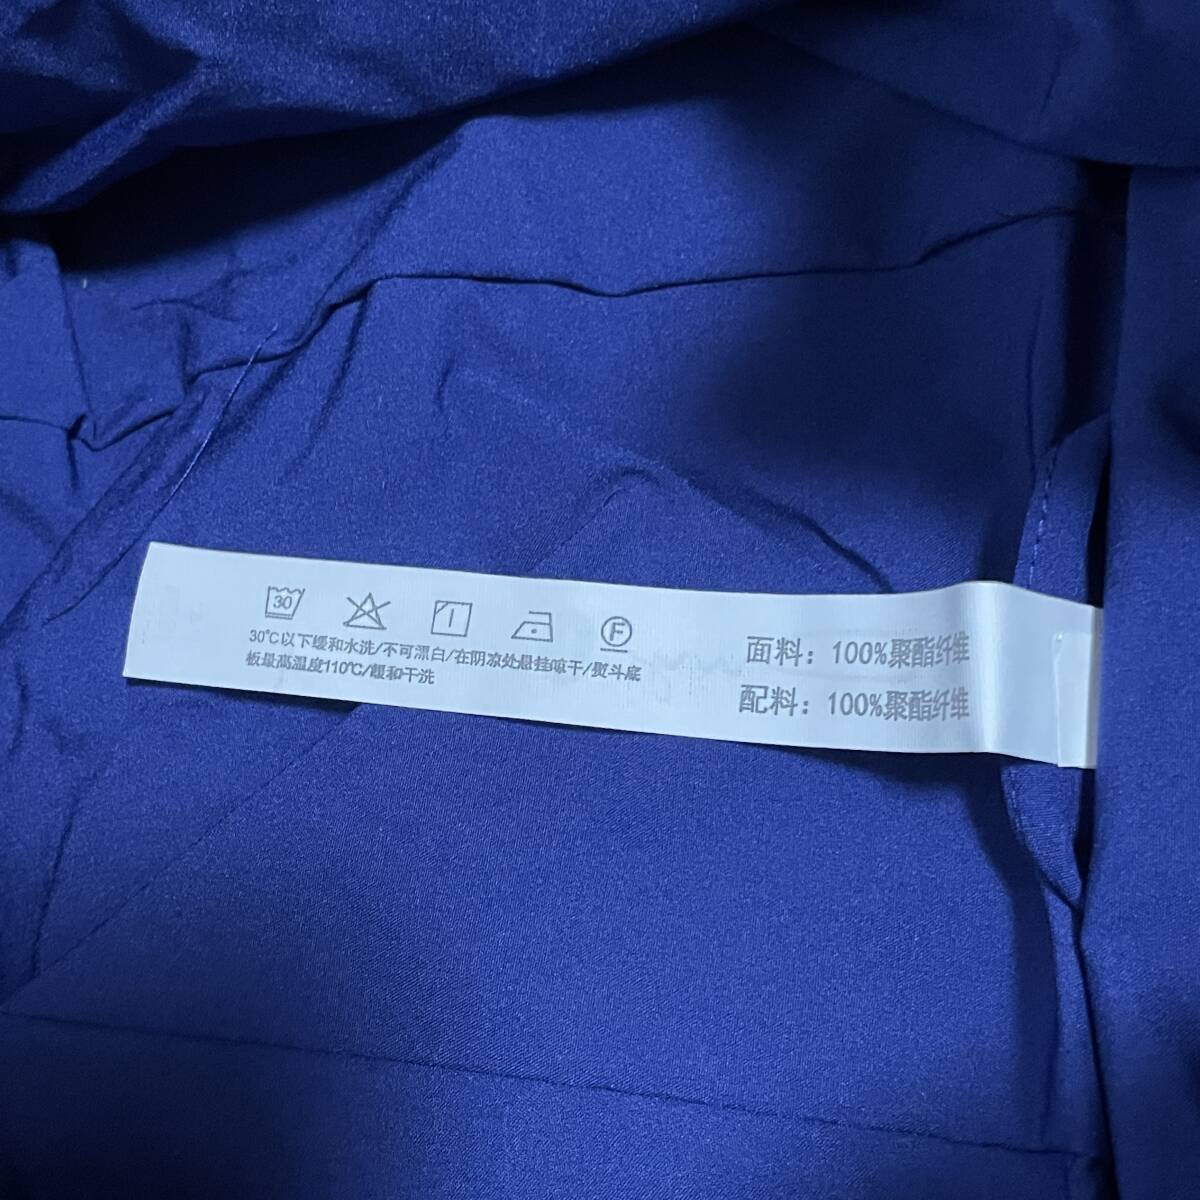 30
F
30℃以下缓和水洗/不可漂白/在阴凉处悬挂晾干/熨斗底
板最高温度110℃/缓和干洗
面料：100%聚酯纤维
配料：100%聚酯纤维